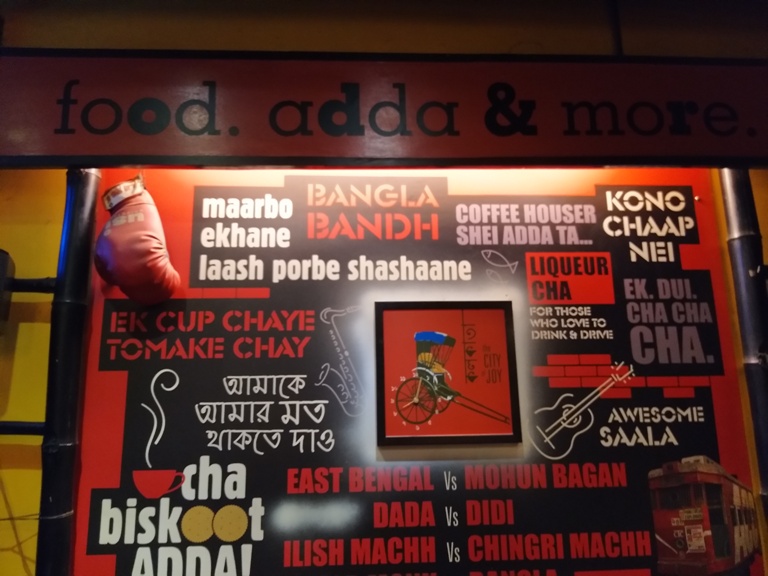 food. adda & more.
maarbo
ekhane
laash porbe shashaane
BANGLA
BANDH
COFFEE HOUSER
SHEI ADDA TA...
KONO
CHAAP
NEI
LIQUEUR
CHA
FOR THOSE
WHO LOVE TO
DRINK & DRIVE
EK. DUI.
CHA CHA
CHA.
EK CUP CHAYE
TOMAKE CHAY
কলকাতা
THE
CITY
OF
JOY
আমাকে
আমার মত
থাকতে দাও
AWESOME
SAALA
cha
biskoot
ADDA!
EAST BENGAL Vs MOHUN BAGAN
DADA Vs DIDI
ILISH MACHH Vs CHINGRI MACHH